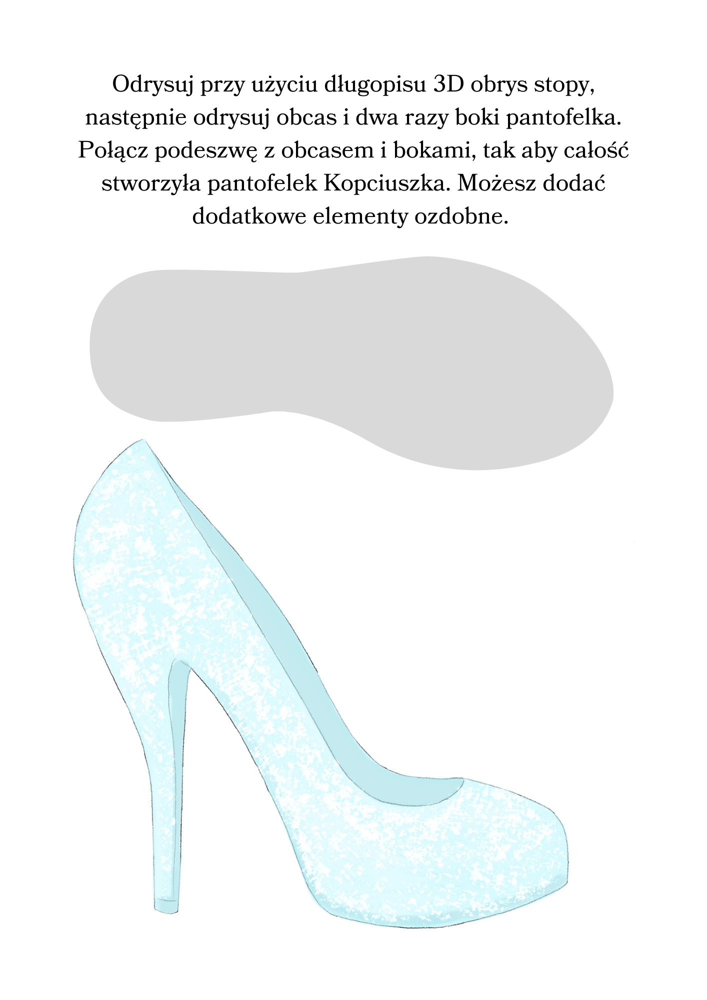 Odrysuj przy użyciu długopisu 3D obrys stopy,
następnie odrysuj obcas i dwa razy boki pantofelka.
Połącz podeszwę z obcasem i bokami, tak aby całość
stworzyła pantofelek Kopciuszka. Możesz dodać
dodatkowe elementy ozdobne.